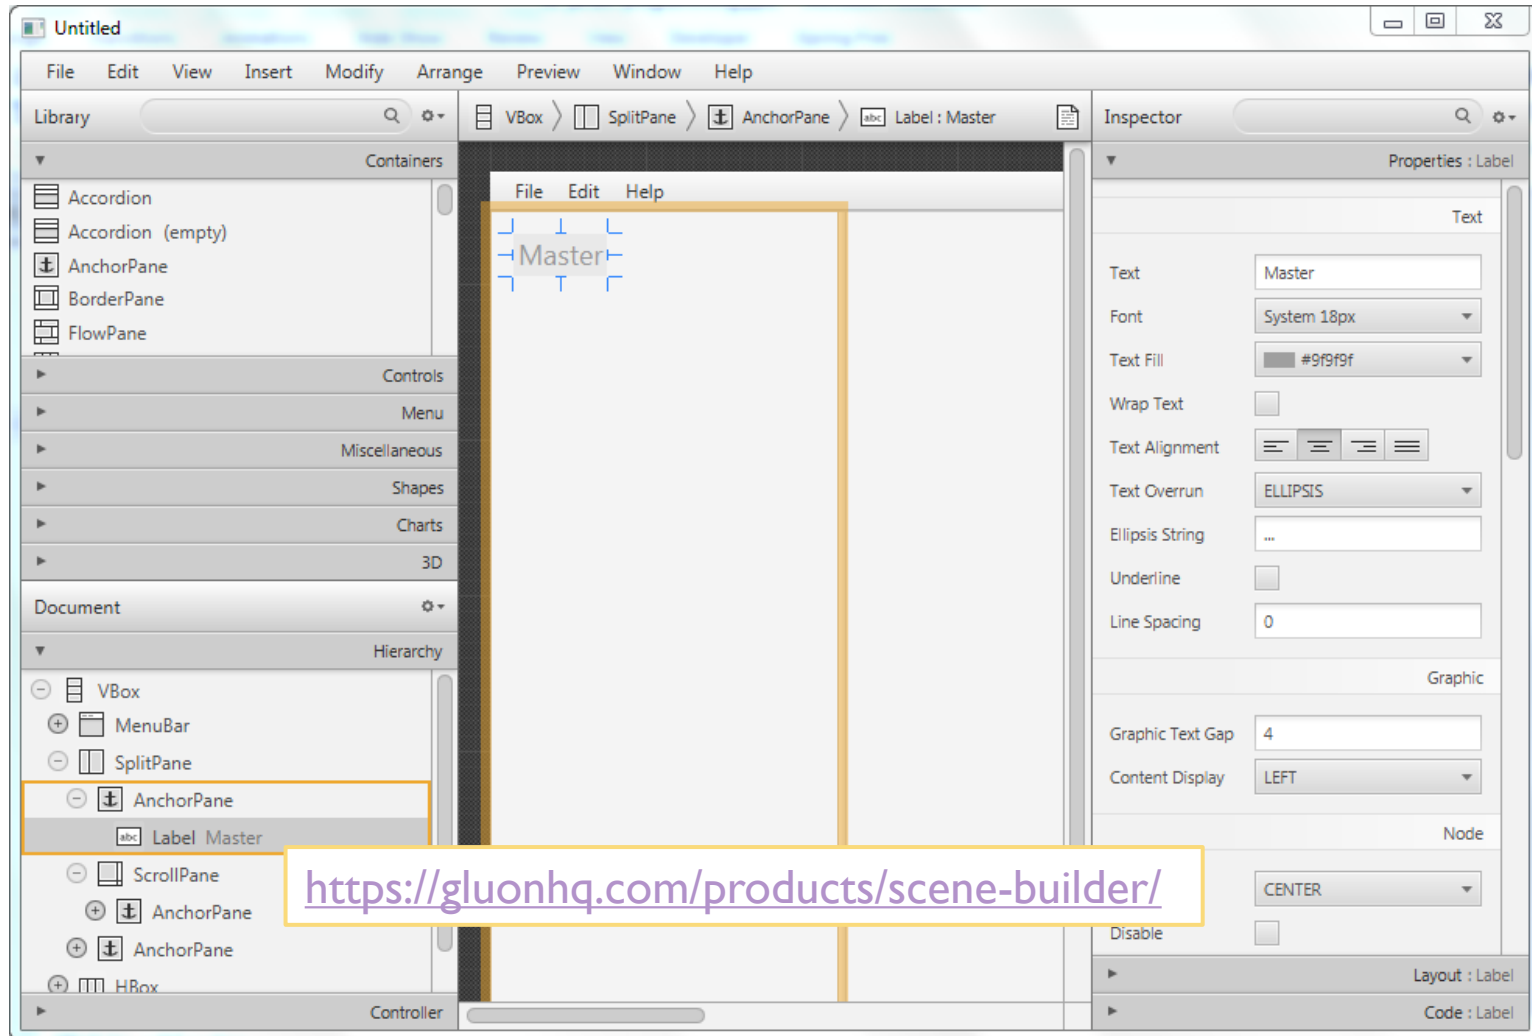 Untitled
File Edit View Insert Modify Arrange Preview Window Help
Library
Containers
Accordion
Accordion (empty)
AnchorPane
BorderPane
FlowPane
Controls
Menu
Miscellaneous
Shapes
Charts
3D
Document
Hierarchy
VBox
MenuBar
SplitPane
AnchorPane
abc Label Master
ScrollPane
AnchorPane
AnchorPane
HBox
Controller
VBox SplitPane AnchorPane abc Label : Master
File Edit Help
Master
https://gluonhq.com/products/scene-builder/
Inspector
Properties : Label
Text
Text Master
Font System 18px
Text Fill #9f9f9f
Wrap Text
Text Alignment
Text Overrun ELLIPSIS
Ellipsis String ...
Underline
Line Spacing 0
Graphic
Graphic Text Gap 4
Content Display LEFT
Node
CENTER
Disable
Layout : Label
Code : Label